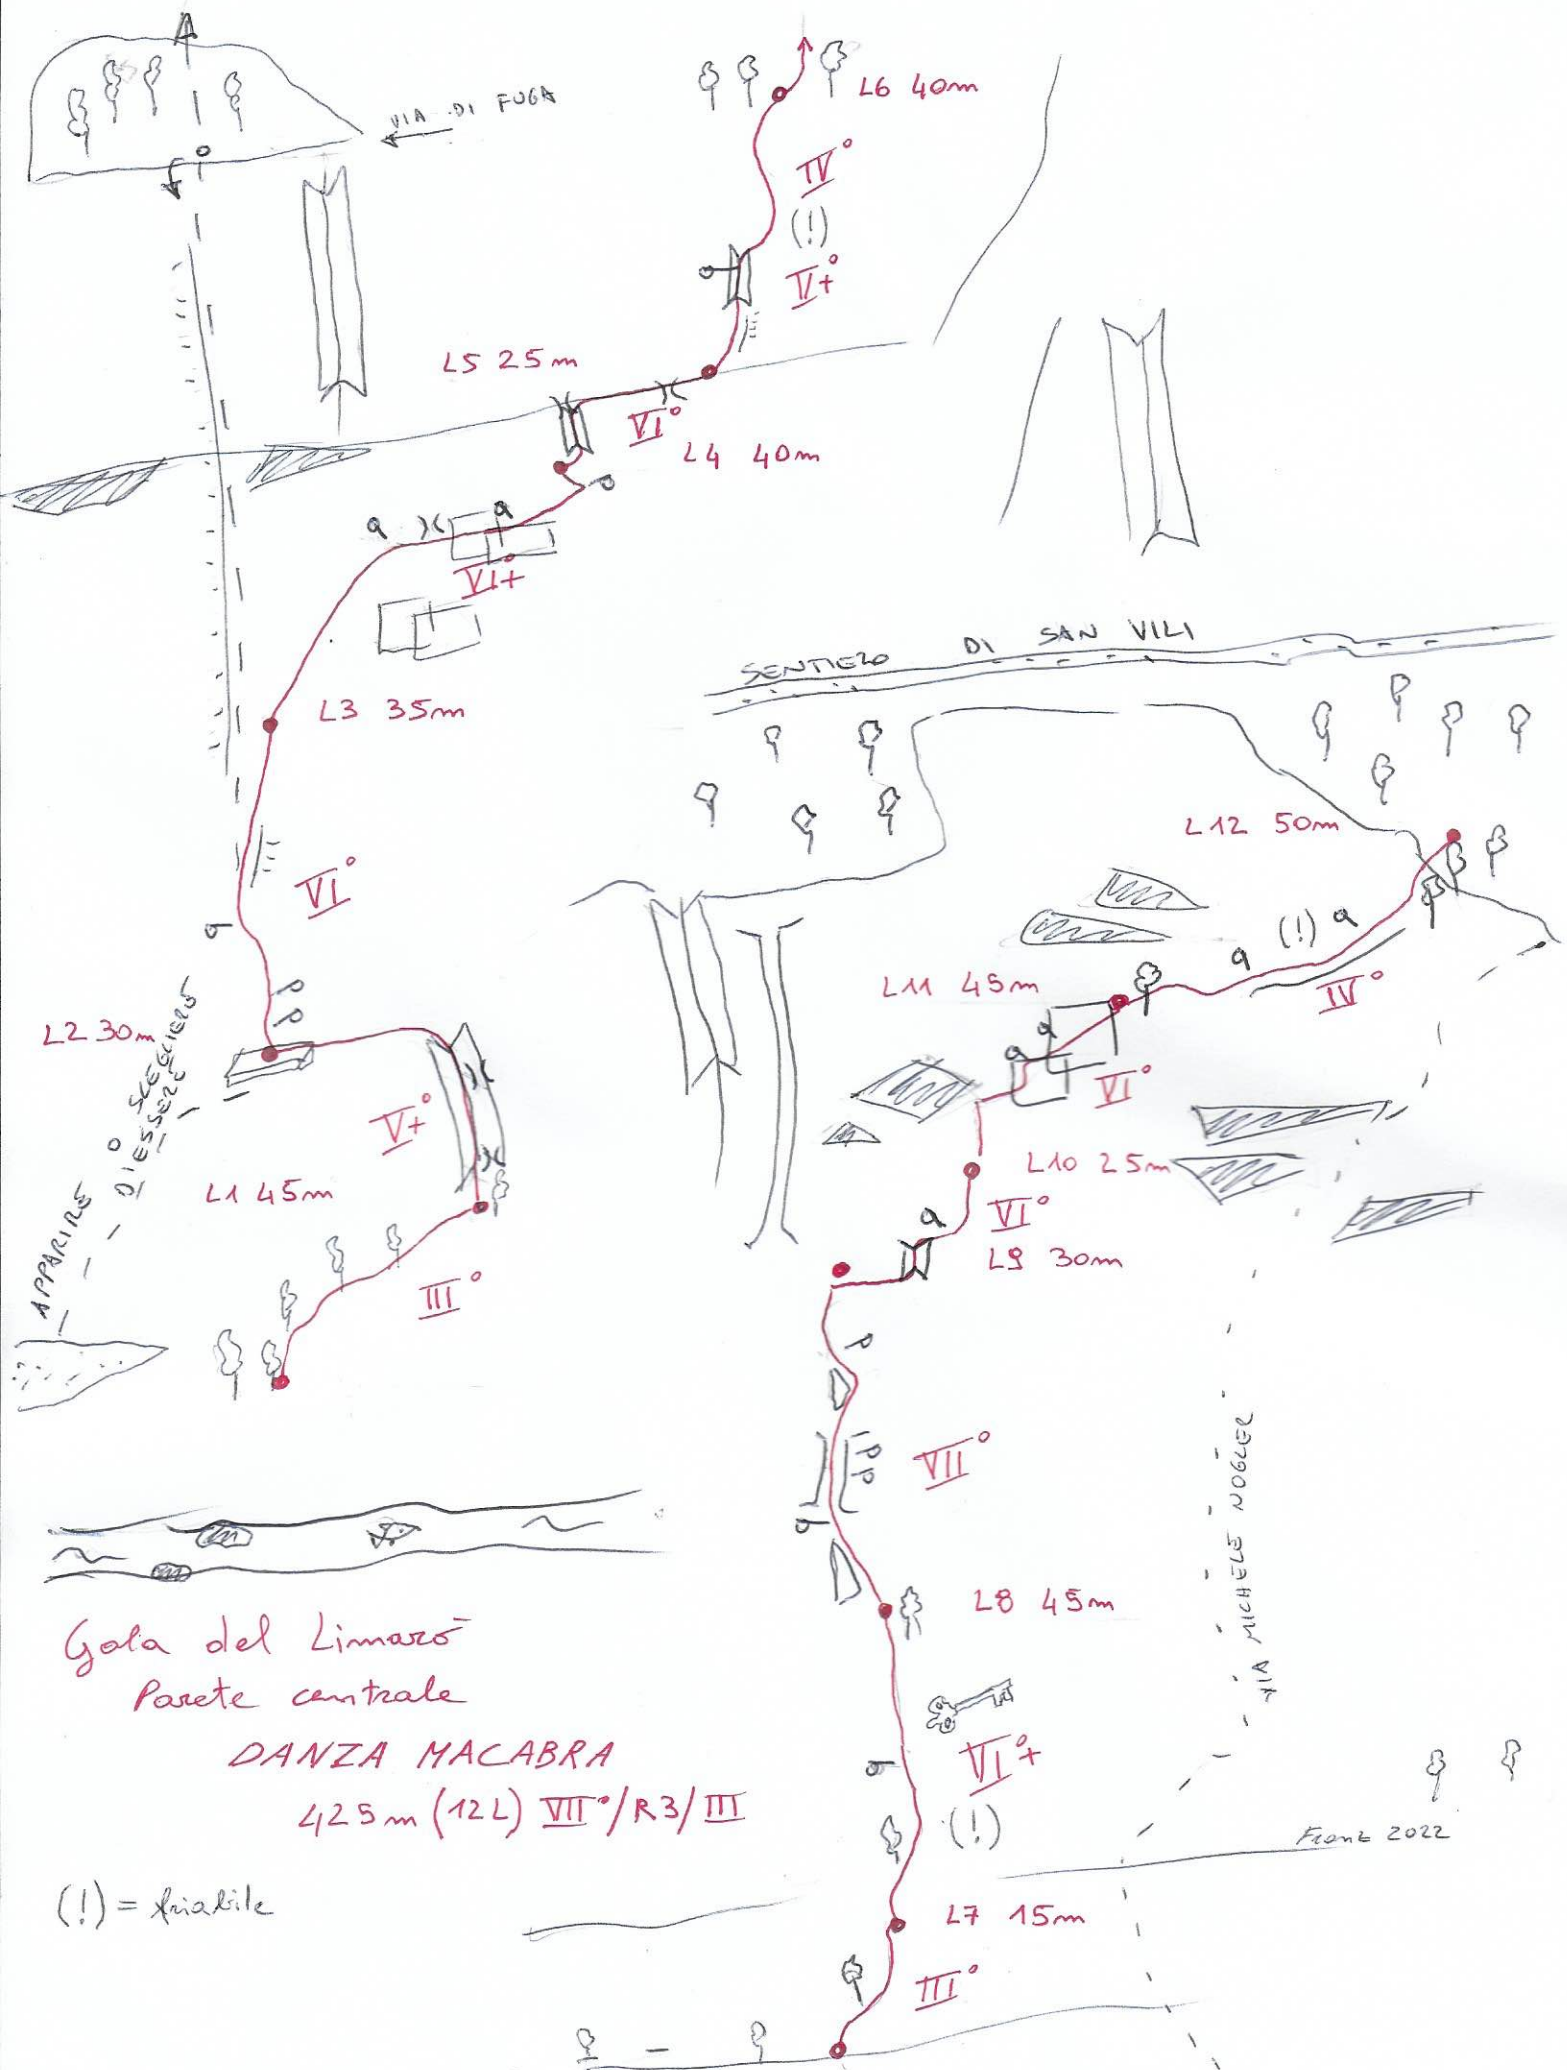 VIA DI FUGA
L6 40m
IV°
(!)
V+°
L5 25m
VI°
L4 40m
VI+°
L3 35m
VI°
L2 30m
V+°
L1 45m
III°
APPARIRE
O SCEGLIERE
DI ESSERE
SENTIERO DI SAN VILI
L12 50m
(!)
IV°
L11 45m
VI°
L10 25m
VI°
L9 30m
VII°
L8 45m
VI°+
(!)
VIA MICHELE NÖGLER
L7 15m
III°
Gola del Limarò
Parete centrale
DANZA MACABRA
425m (12L) VII°/R3/III
(!) = friabile
Franz 2022